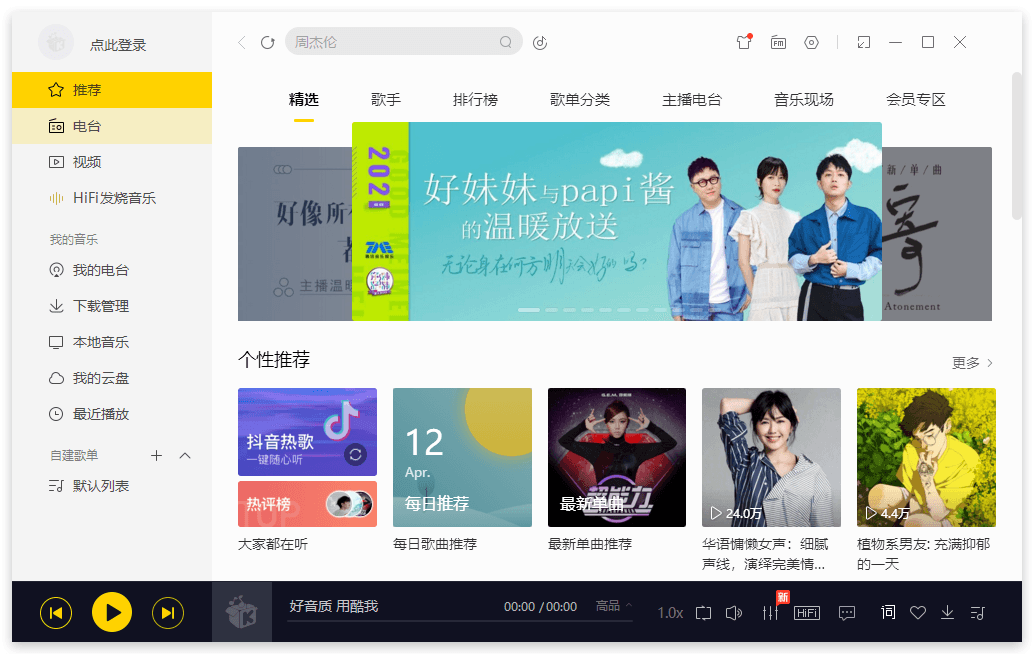 点此登录
周杰伦
推荐
电台
视频
HiFi发烧音乐
我的音乐
我的电台
下载管理
本地音乐
我的云盘
最近播放
自建歌单
默认列表
精选
歌手
排行榜
歌单分类
主播电台
音乐现场
会员专区
好像所
主播温暖
2021
好妹妹与papi酱
的温暖放送
无论身在何方 明天会好的吗?
新/单/曲
Atonement
个性推荐
更多
抖音热歌
一键随心听
热评榜
TOP
大家都在听
12
Apr.
每日推荐
每日歌曲推荐
G.E.M.
超能力
最新单曲
最新单曲推荐
24.0万
华语慵懒女声：细腻
声线，演绎完美情...
4.4万
植物系男友: 充满抑郁
的一天
好音质 用酷我
00:00 / 00:00
高品
1.0x
新
HiFi
词